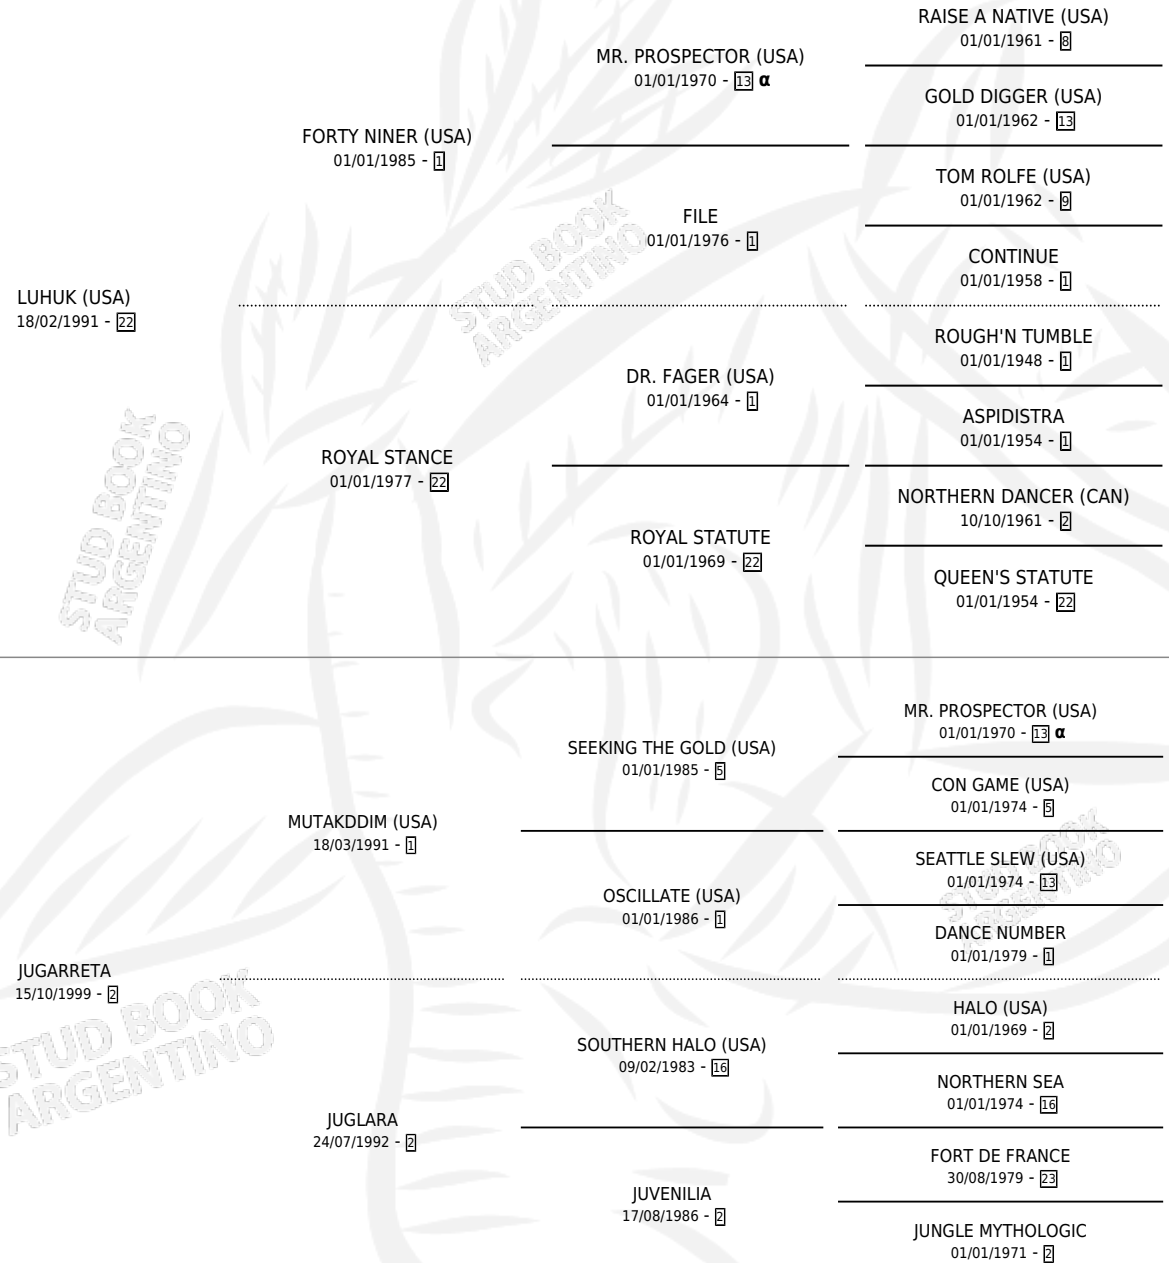 RAISE A NATIVE (USA)
01/01/1961 - 8
MR. PROSPECTOR (USA)
01/01/1970 - 13 α
GOLD DIGGER (USA)
01/01/1962 - 13
FORTY NINER (USA)
01/01/1985 - 1
TOM ROLFE (USA)
01/01/1962 - 9
FILE
01/01/1976 - 1
CONTINUE
01/01/1958 - 1
LUHUK (USA)
18/02/1991 - 22
ROUGH'N TUMBLE
01/01/1948 - 1
DR. FAGER (USA)
01/01/1964 - 1
ASPIDISTRA
01/01/1954 - 1
ROYAL STANCE
01/01/1977 - 22
NORTHERN DANCER (CAN)
10/10/1961 - 2
ROYAL STATUTE
01/01/1969 - 22
QUEEN'S STATUTE
01/01/1954 - 22
MR. PROSPECTOR (USA)
01/01/1970 - 13 α
SEEKING THE GOLD (USA)
01/01/1985 - 5
CON GAME (USA)
01/01/1974 - 5
MUTAKDDIM (USA)
18/03/1991 - 1
SEATTLE SLEW (USA)
01/01/1974 - 13
OSCILLATE (USA)
01/01/1986 - 1
DANCE NUMBER
01/01/1979 - 1
JUGARRETA
15/10/1999 - 2
HALO (USA)
01/01/1969 - 2
SOUTHERN HALO (USA)
09/02/1983 - 16
NORTHERN SEA
01/01/1974 - 16
JUGLARA
24/07/1992 - 2
FORT DE FRANCE
30/08/1979 - 23
JUVENILIA
17/08/1986 - 2
JUNGLE MYTHOLOGIC
01/01/1971 - 2
STUD BOOK
ARGENTINO
STUD BOOK
ARGENTINO
STUD BOOK
ARGENTINO
STUD BOOK
ARGENTINO